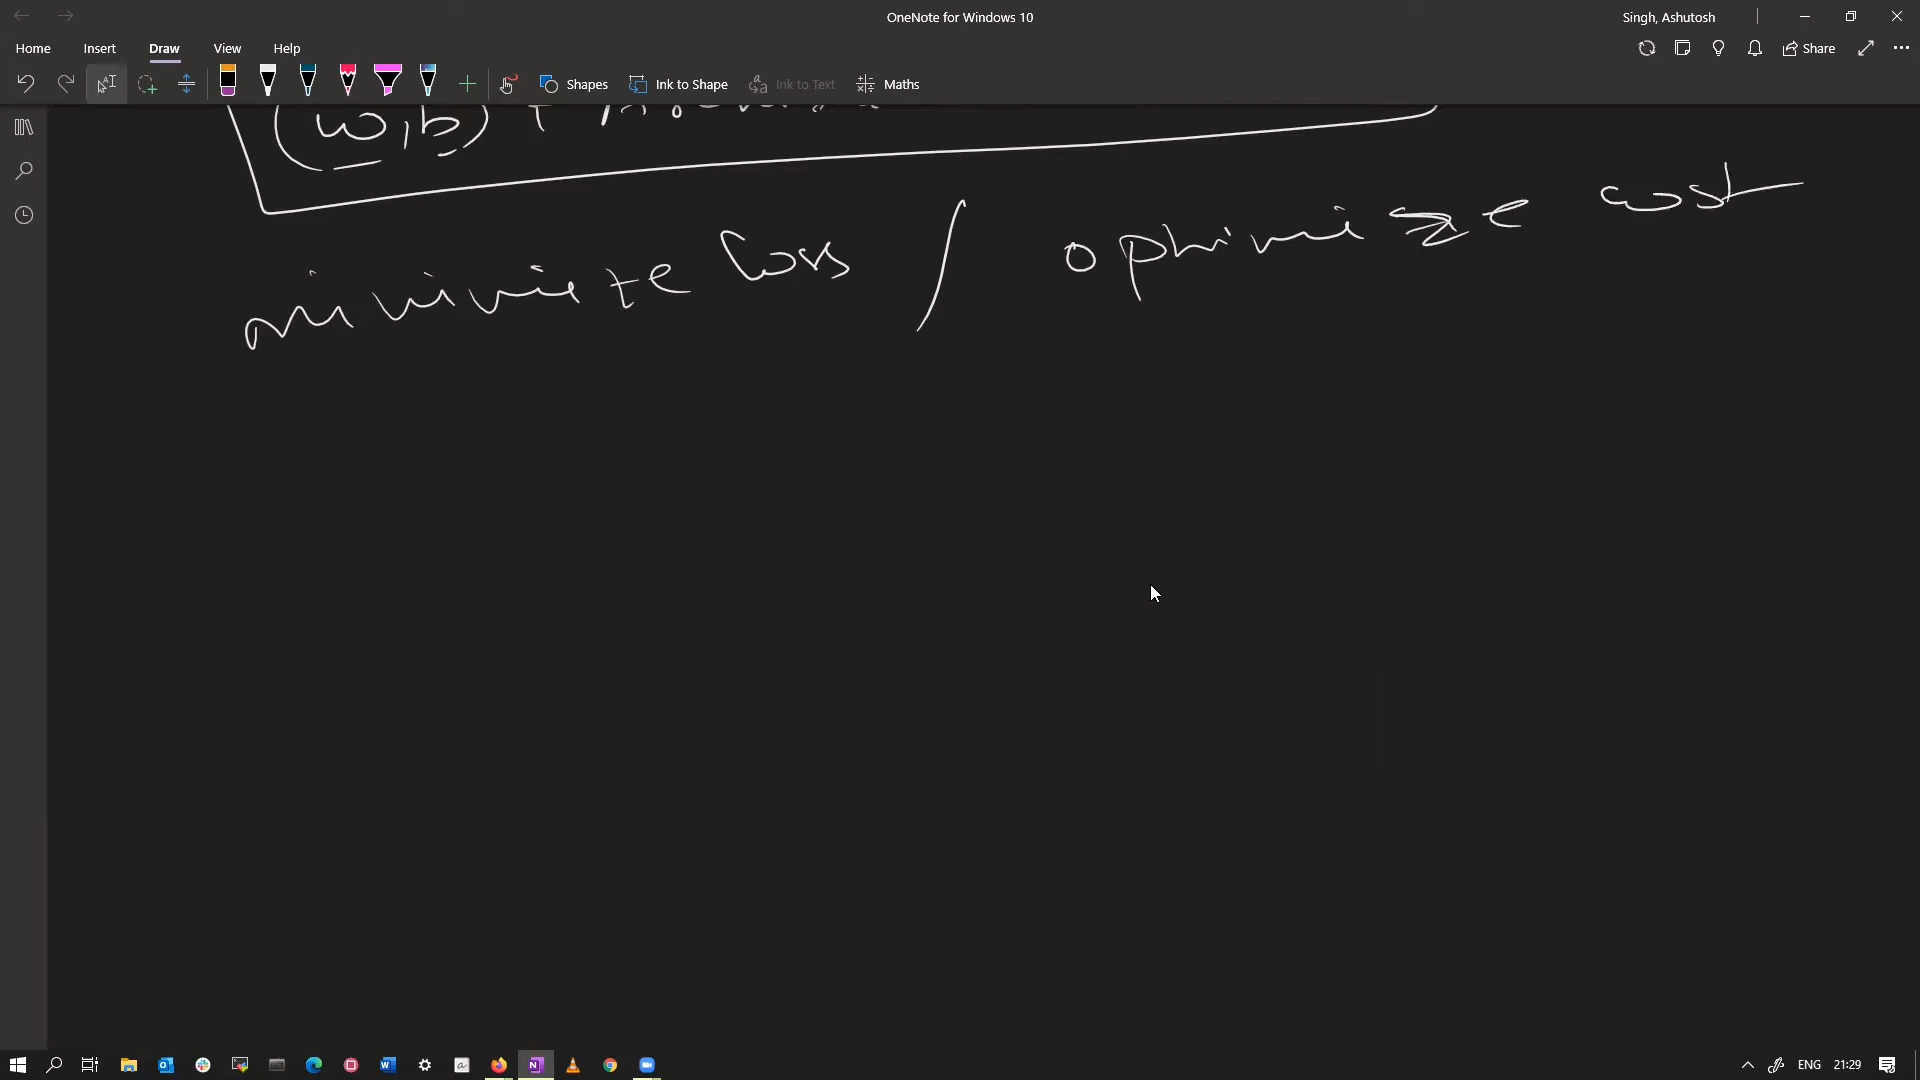 OneNote for Windows 10
Singh, Ashutosh
Home Insert Draw View Help
Share
Shapes Ink to Shape Ink to Text Maths
(w,b)
minimize loss / optimize cost
ENG 21:29